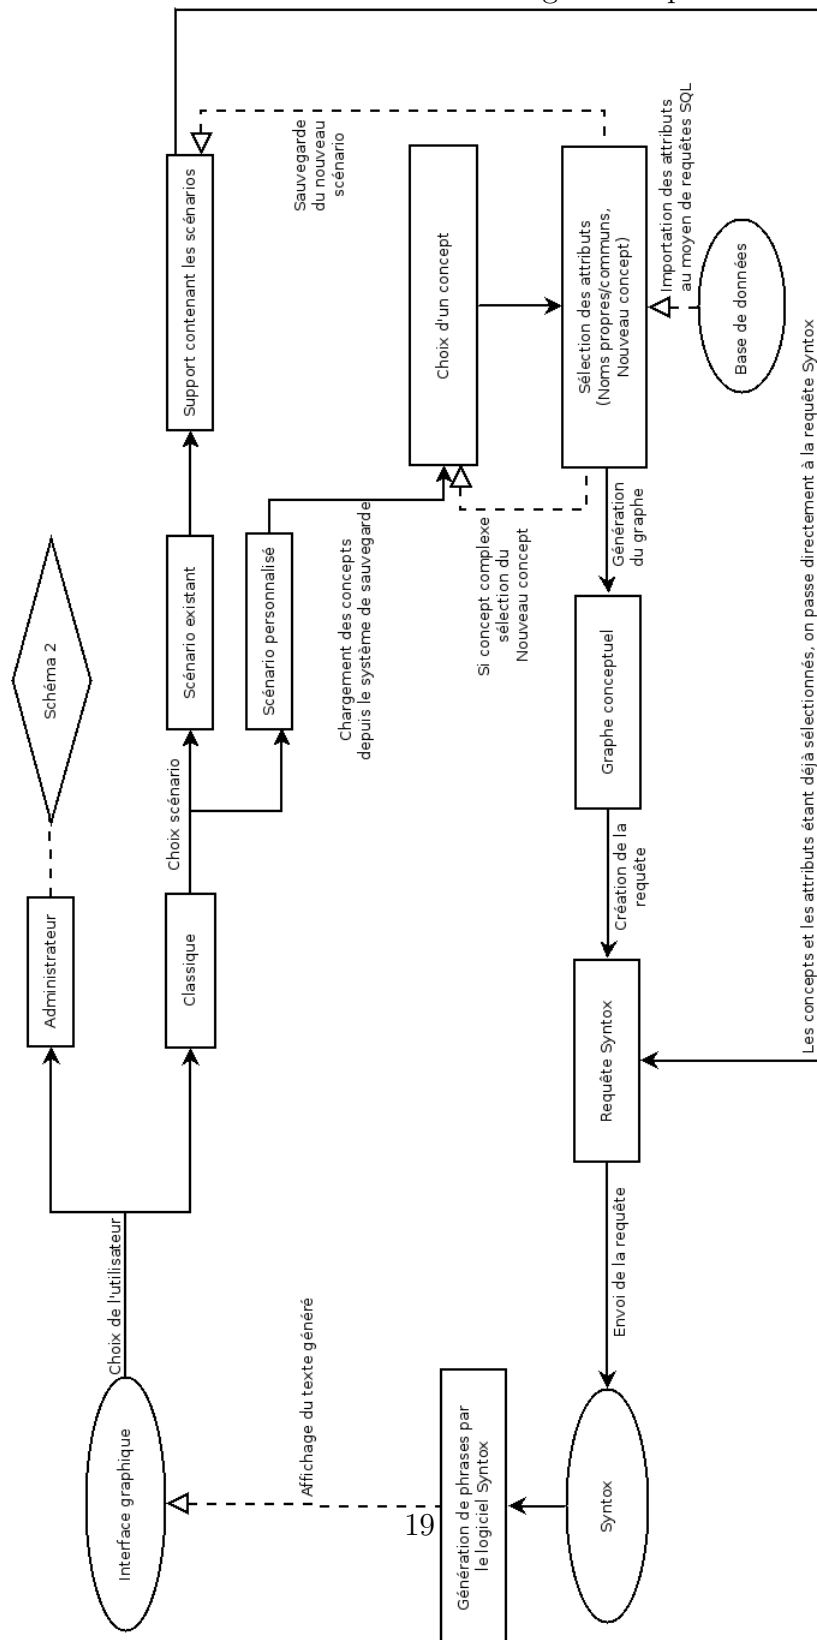 Schéma 2
Administrateur
Interface graphique
Choix de l'utilisateur
Classique
Choix scénario
Scénario existant
Support contenant les scénarios
Scénario personnalisé
Sauvegarde
du nouveau
scénario
Chargement des concepts
depuis le système de sauvegarde
Choix d'un concept
Si concept complexe
sélection du
Nouveau concept
Sélection des attributs
(Noms propres/communs,
Nouveau concept)
Importation des attributs
au moyen de requêtes SQL
Base de données
Génération
du graphe
Graphe conceptuel
Création de la
requête
Requête Syntox
Les concepts et les attributs étant déjà sélectionnés, on passe directement à la requête Syntox
Envoi de la requête
Syntox
Génération de phrases par
le logiciel Syntox
Affichage du texte généré
19